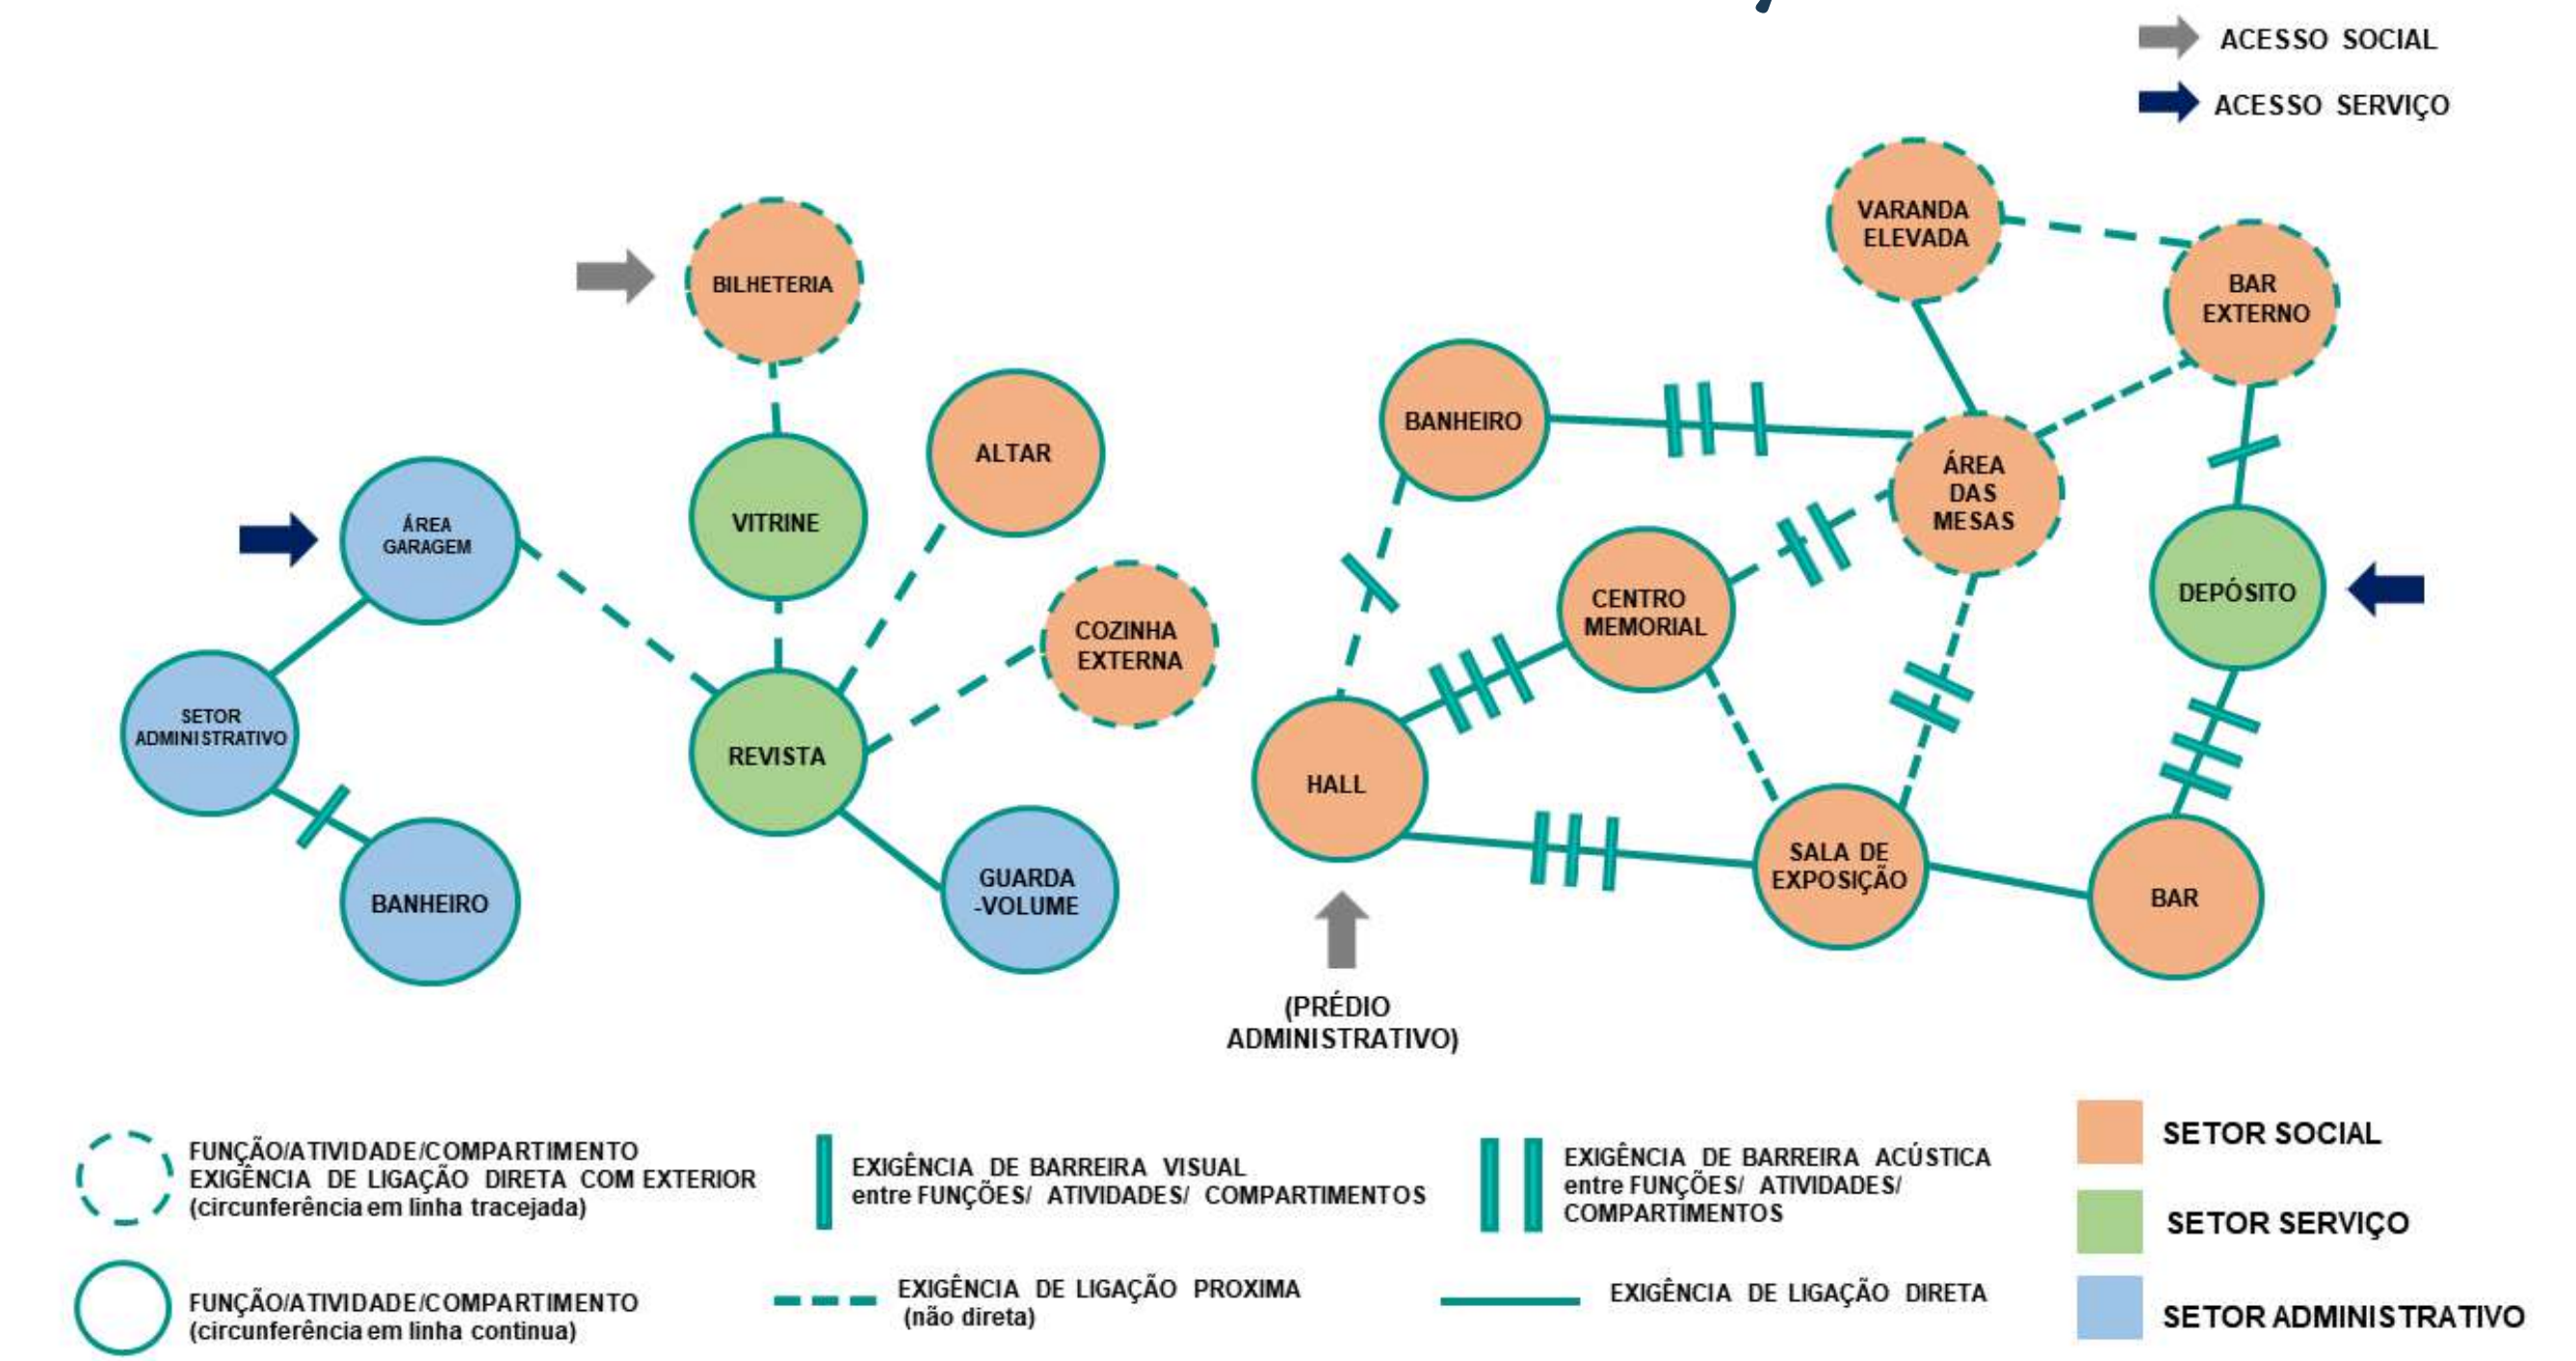 ACESSO SOCIAL
ACESSO SERVIÇO
VARANDA
ELEVADA
BILHETERIA
BAR
EXTERNO
BANHEIRO
ALTAR
ÁREA
DAS
MESAS
VITRINE
ÁREA
GARAGEM
CENTRO
MEMORIAL
DEPÓSITO
COZINHA
EXTERNA
SETOR
ADMINISTRATIVO
REVISTA
HALL
GUARDA
-VOLUME
SALA DE
EXPOSIÇÃO
BANHEIRO
BAR
(PRÉDIO
ADMINISTRATIVO)
FUNÇÃO/ATIVIDADE/COMPARTIMENTO
EXIGÊNCIA DE LIGAÇÃO DIRETA COM EXTERIOR
(circunferência em linha tracejada)
EXIGÊNCIA DE BARREIRA VISUAL
entre FUNÇÕES/ ATIVIDADES/ COMPARTIMENTOS
EXIGÊNCIA DE BARREIRA ACÚSTICA
entre FUNÇÕES/ ATIVIDADES/
COMPARTIMENTOS
SETOR SOCIAL
SETOR SERVIÇO
FUNÇÃO/ATIVIDADE/COMPARTIMENTO
(circunferência em linha continua)
EXIGÊNCIA DE LIGAÇÃO PROXIMA
(não direta)
EXIGÊNCIA DE LIGAÇÃO DIRETA
SETOR ADMINISTRATIVO